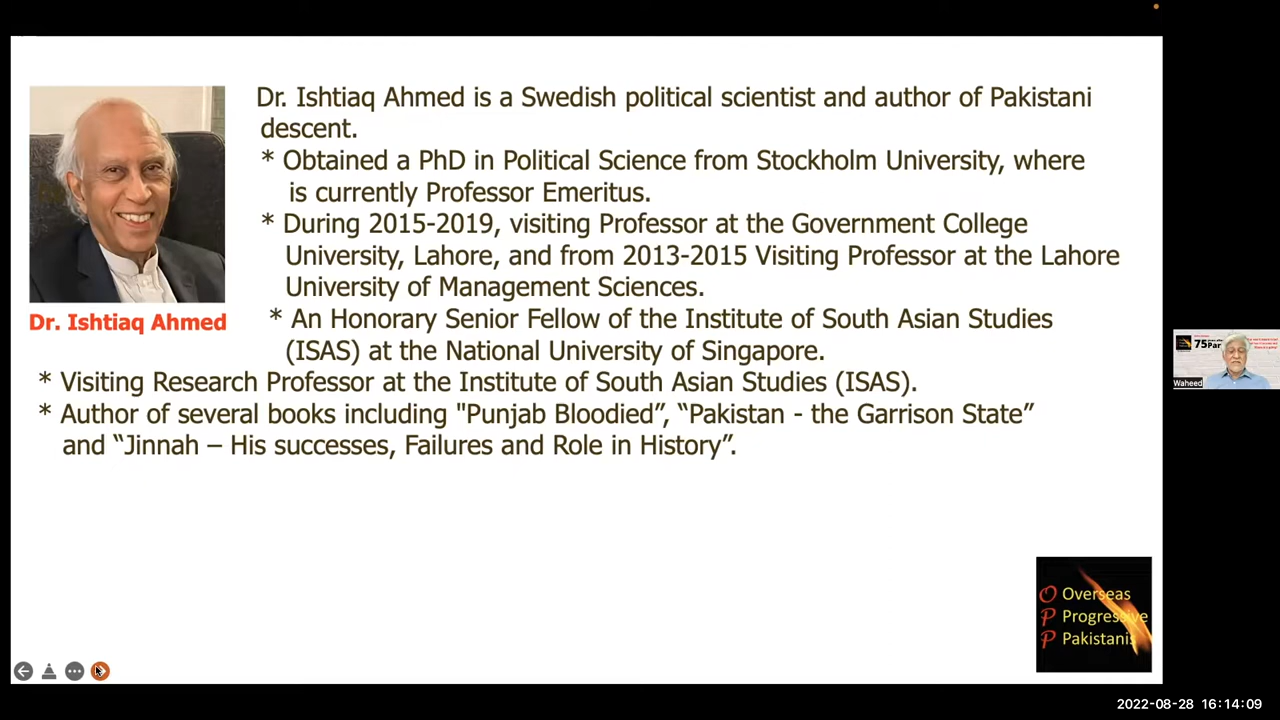 Dr. Ishtiaq Ahmed is a Swedish political scientist and author of Pakistani
descent.
* Obtained a PhD in Political Science from Stockholm University, where
is currently Professor Emeritus.
* During 2015-2019, visiting Professor at the Government College
University, Lahore, and from 2013-2015 Visiting Professor at the Lahore
University of Management Sciences.
Dr. Ishtiaq Ahmed
* An Honorary Senior Fellow of the Institute of South Asian Studies
(ISAS) at the National University of Singapore.
* Visiting Research Professor at the Institute of South Asian Studies (ISAS).
* Author of several books including "Punjab Bloodied”, “Pakistan - the Garrison State”
and “Jinnah – His successes, Failures and Role in History”.
75
Par
Waheed
O Overseas
P Progressive
P Pakistanis
2022-08-28 16:14:09